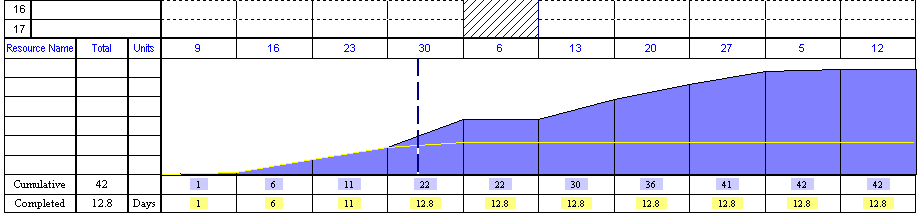 16
17
Resource Name Total Units 9 16 23 30 6 13 20 27 5 12
Cumulative 42 1 6 11 22 22 30 36 41 42 42
Completed 12.8 Days 1 6 11 12.8 12.8 12.8 12.8 12.8 12.8 12.8